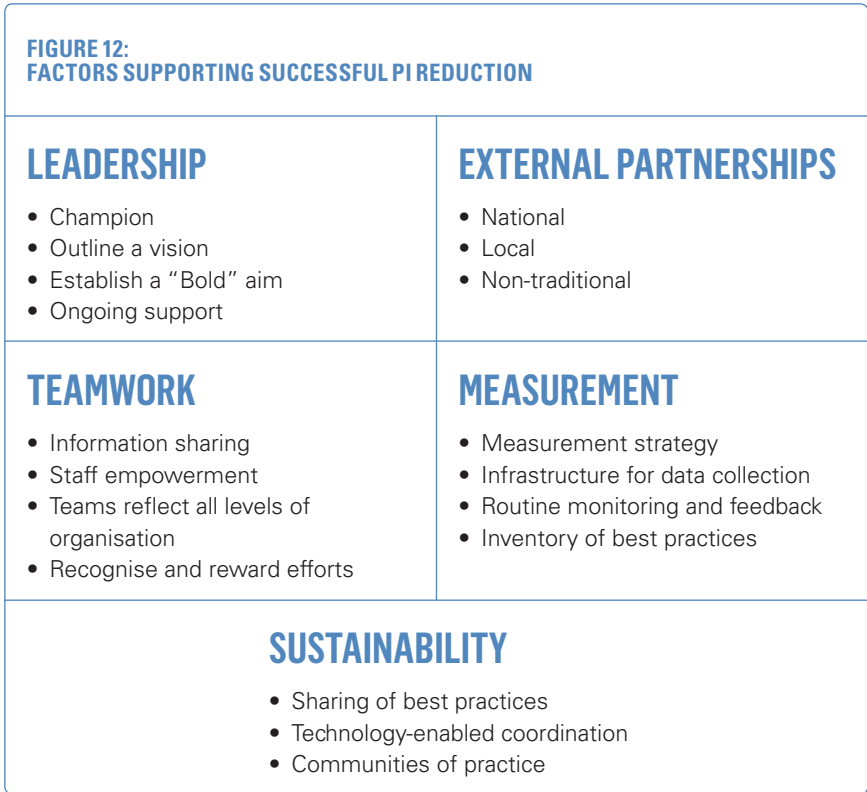 FIGURE 12:
FACTORS SUPPORTING SUCCESSFUL PI REDUCTION
LEADERSHIP
• Champion
• Outline a vision
• Establish a “Bold” aim
• Ongoing support
EXTERNAL PARTNERSHIPS
• National
• Local
• Non-traditional
TEAMWORK
• Information sharing
• Staff empowerment
• Teams reflect all levels of
organisation
• Recognise and reward efforts
MEASUREMENT
• Measurement strategy
• Infrastructure for data collection
• Routine monitoring and feedback
• Inventory of best practices
SUSTAINABILITY
• Sharing of best practices
• Technology-enabled coordination
• Communities of practice